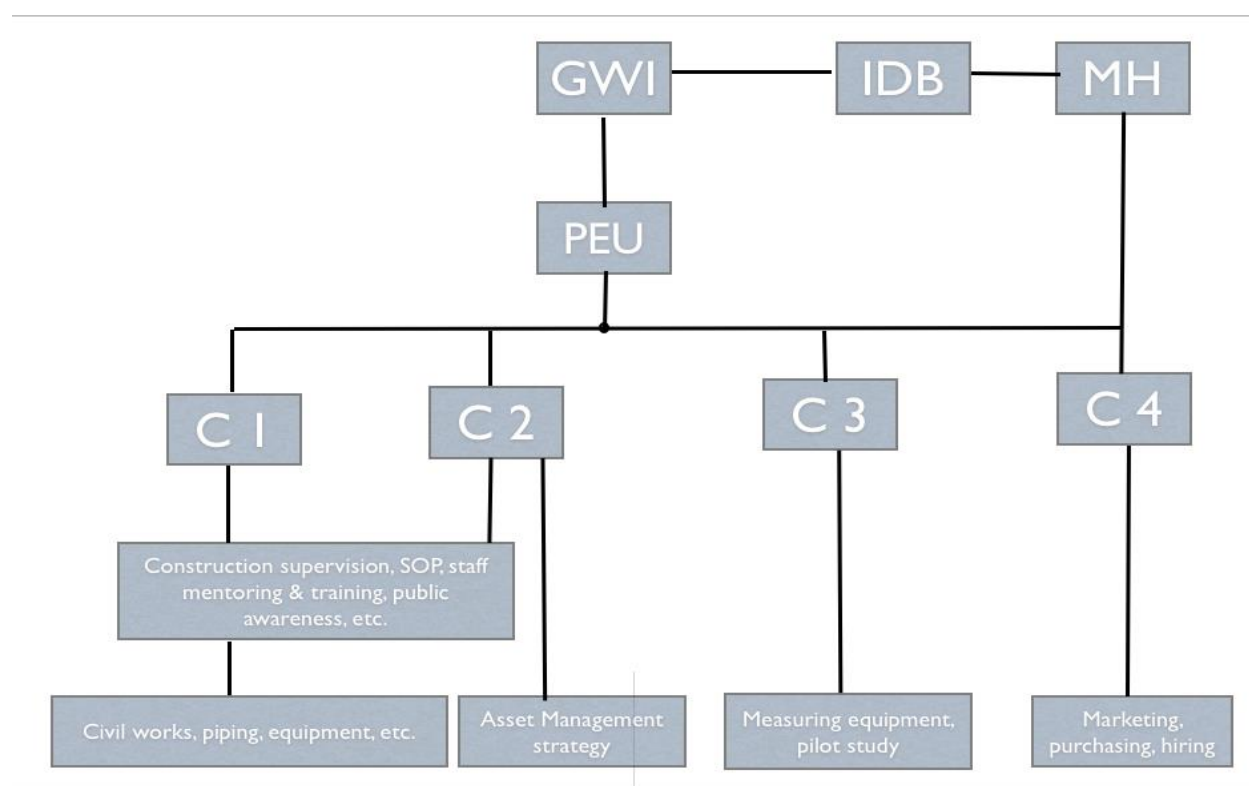 GWI
IDB
MH
PEU
C 1
C 2
C 3
C 4
Construction supervision, SOP, staff
mentoring & training, public
awareness, etc.
Civil works, piping, equipment, etc.
Asset Management
strategy
Measuring equipment,
pilot study
Marketing,
purchasing, hiring